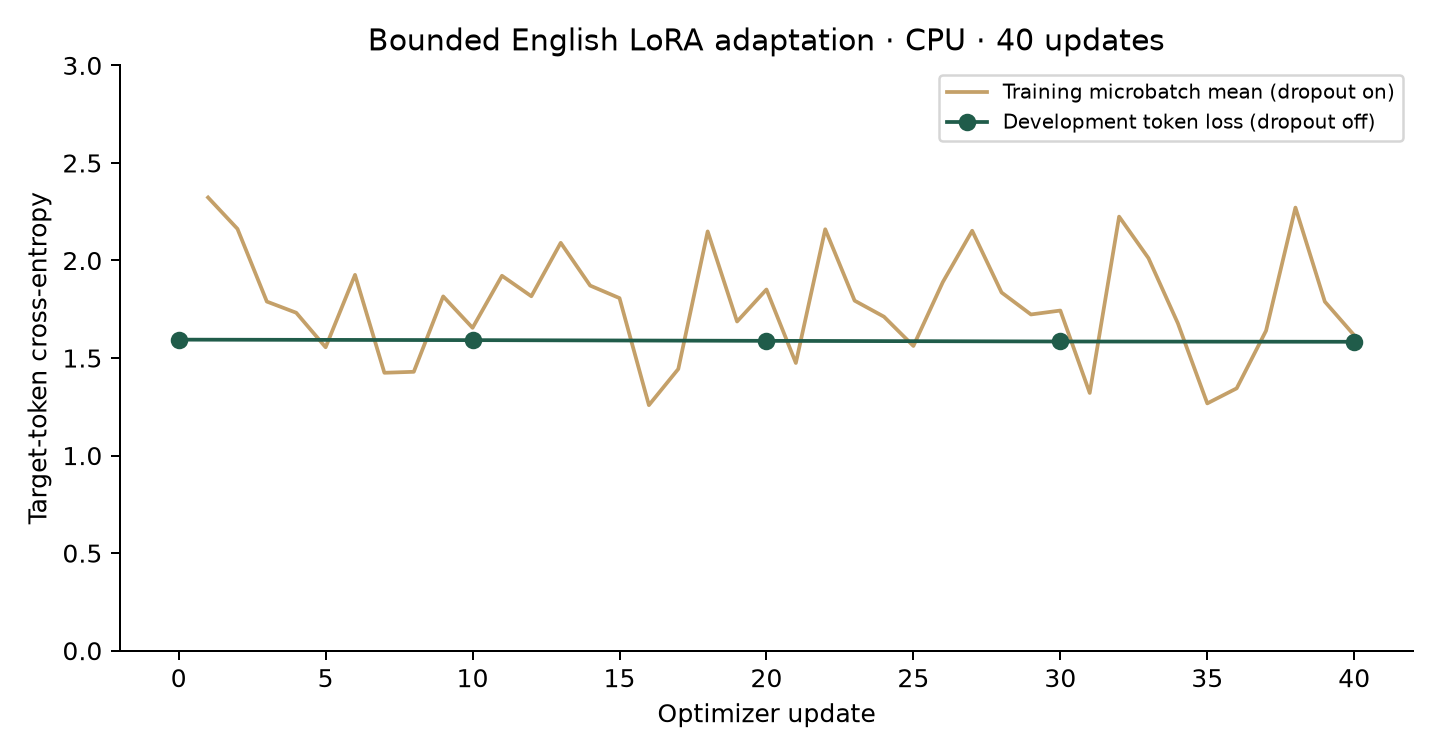 Bounded English LoRA adaptation · CPU · 40 updates
Training microbatch mean (dropout on)
Development token loss (dropout off)
Target-token cross-entropy
3.0
2.5
2.0
1.5
1.0
0.5
0.0
0 5 10 15 20 25 30 35 40
Optimizer update